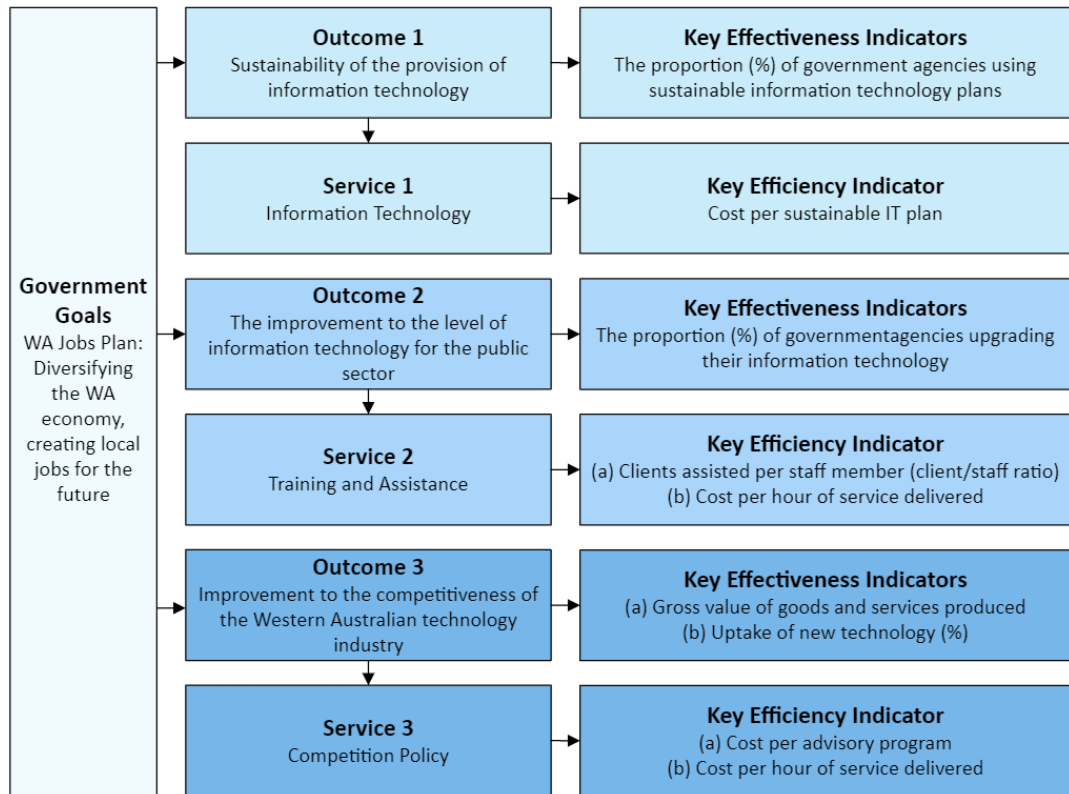 Government
Goals
WA Jobs Plan:
Diversifying
the WA
economy,
creating local
jobs for the
future
Outcome 1
Sustainability of the provision of
information technology
Key Effectiveness Indicators
The proportion (%) of government agencies using
sustainable information technology plans
Service 1
Information Technology
Key Efficiency Indicator
Cost per sustainable IT plan
Outcome 2
The improvement to the level of
information technology for the public
sector
Key Effectiveness Indicators
The proportion (%) of governmentagencies upgrading
their information technology
Service 2
Training and Assistance
Key Efficiency Indicator
(a) Clients assisted per staff member (client/staff ratio)
(b) Cost per hour of service delivered
Outcome 3
Improvement to the competitiveness of
the Western Australian technology
industry
Key Effectiveness Indicators
(a) Gross value of goods and services produced
(b) Uptake of new technology (%)
Service 3
Competition Policy
Key Efficiency Indicator
(a) Cost per advisory program
(b) Cost per hour of service delivered